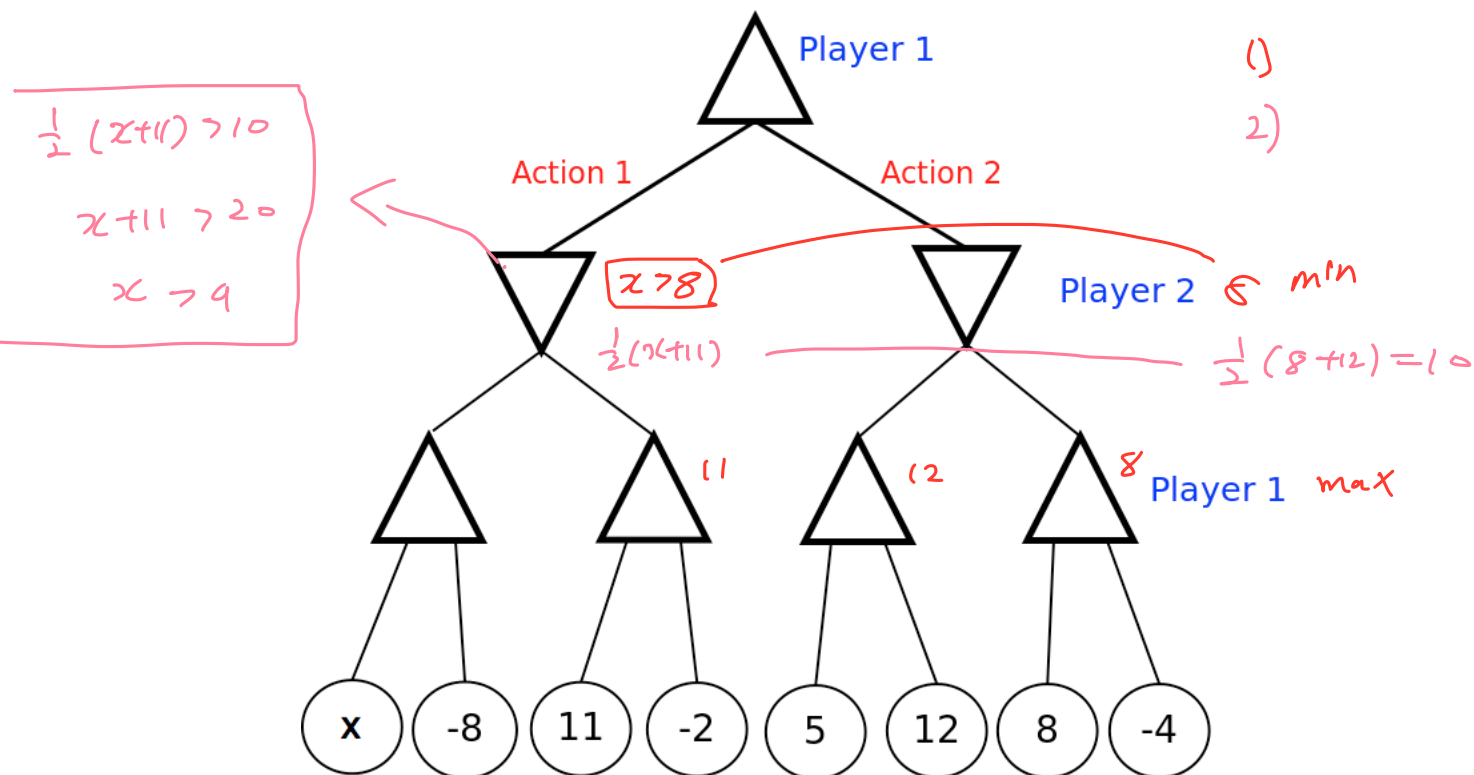 Player 1
1)
2)
1/2 (x+11) > 10
x+11 > 20
x > 9
Action 1
Action 2
x > 8
Player 2
8 min
1/2 (x+11)
1/2 (8+12) = 10
11
12
8
Player 1
max
x
-8
11
-2
5
12
8
-4